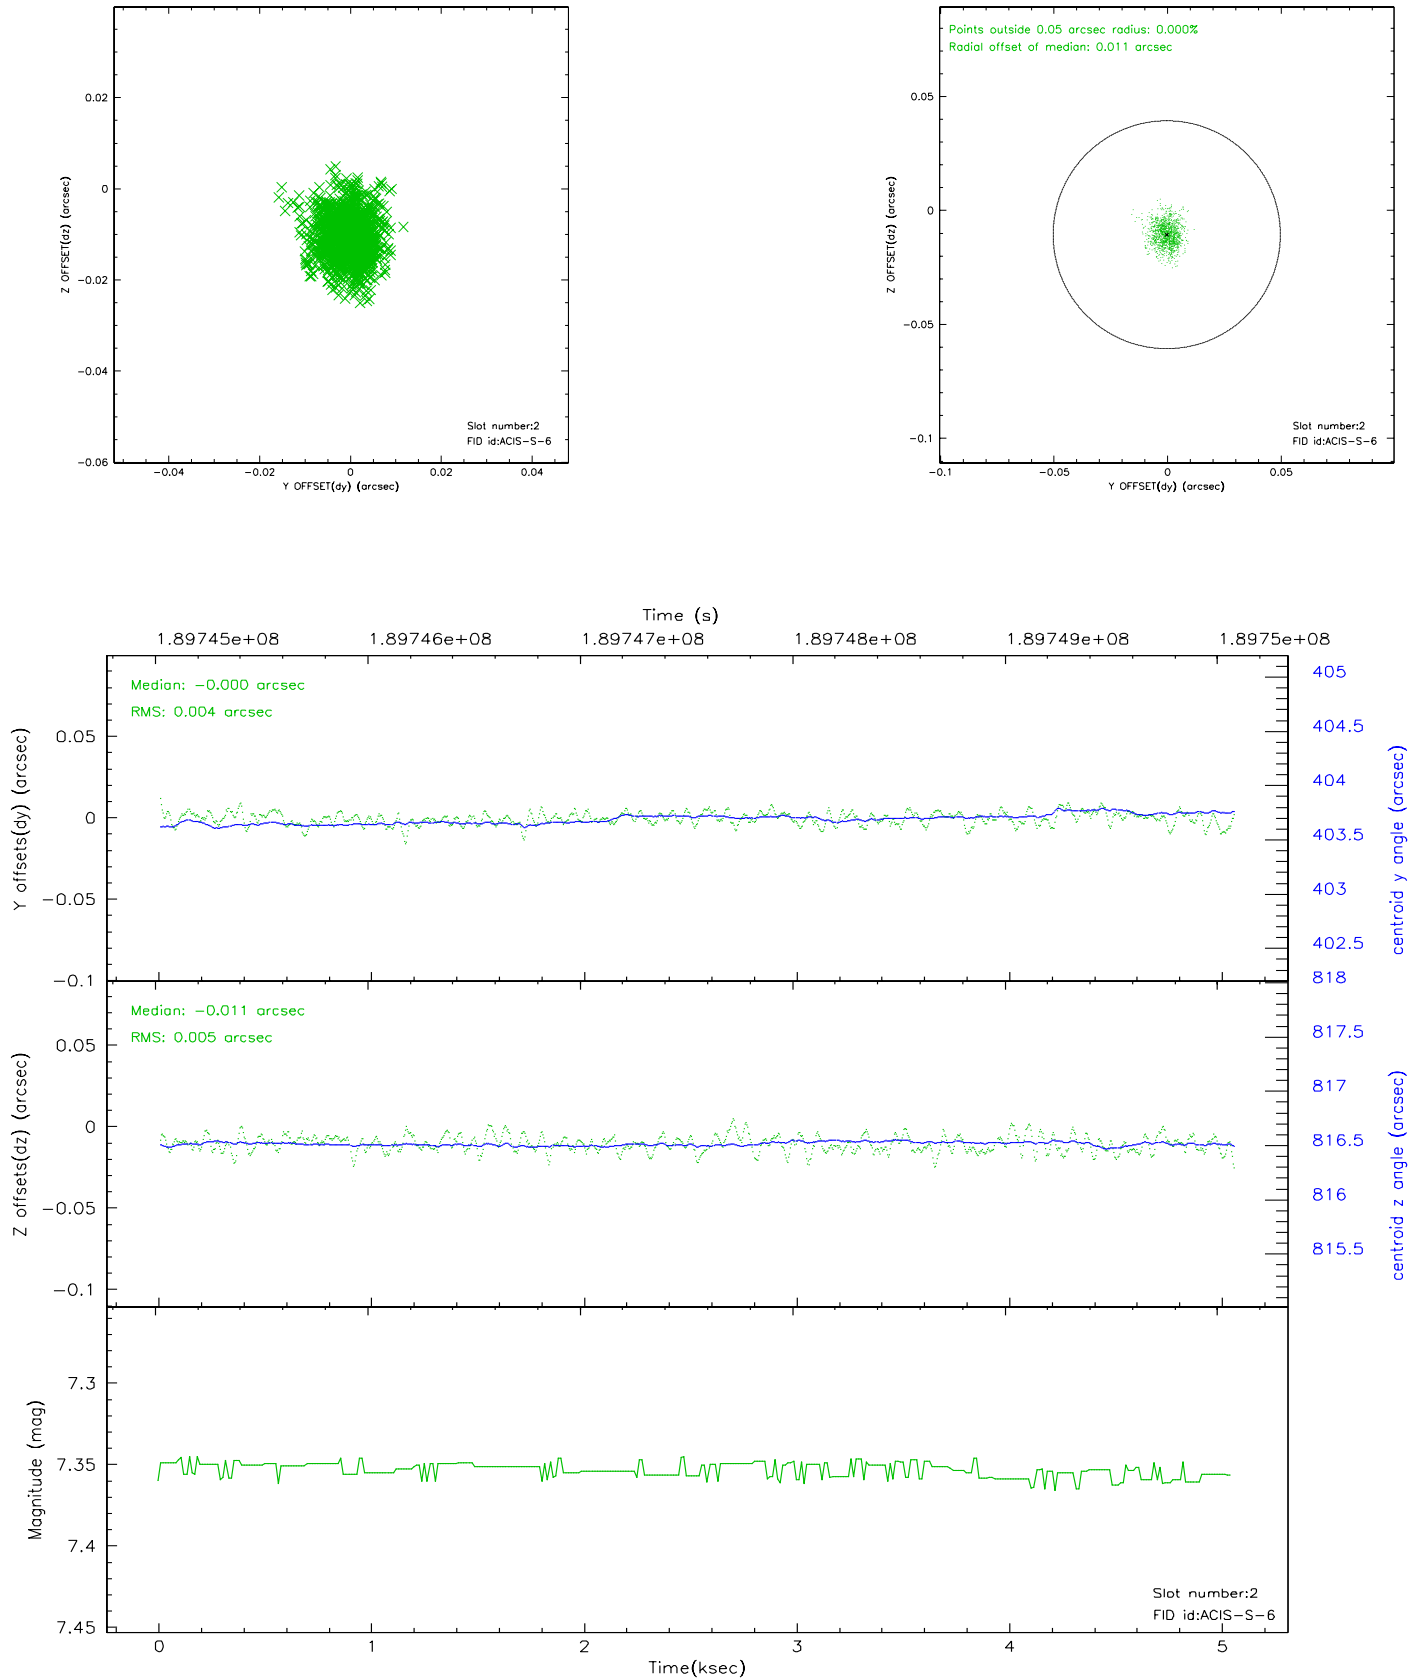 0.02
0
−0.02
−0.04
−0.06
Z OFFSET(dz) (arcsec)
−0.04
−0.02
0
0.02
0.04
Y OFFSET(dy) (arcsec)
Slot number:2
FID id:ACIS−S−6
Points outside 0.05 arcsec radius: 0.000%
Radial offset of median: 0.011 arcsec
0.05
0
−0.05
−0.1
Z OFFSET(dz) (arcsec)
−0.1
−0.05
0
0.05
Y OFFSET(dy) (arcsec)
Slot number:2
FID id:ACIS−S−6
Time (s)
1.89745e+08
1.89746e+08
1.89747e+08
1.89748e+08
1.89749e+08
1.8975e+08
Median: −0.000 arcsec
RMS: 0.004 arcsec
0.05
0
−0.05
−0.1
Y offsets(dy) (arcsec)
405
404.5
404
403.5
403
402.5
centroid y angle (arcsec)
Median: −0.011 arcsec
RMS: 0.005 arcsec
0.05
0
−0.05
−0.1
Z offsets(dz) (arcsec)
818
817.5
817
816.5
816
815.5
centroid z angle (arcsec)
7.3
7.35
7.4
7.45
Magnitude (mag)
Slot number:2
FID id:ACIS−S−6
0
1
2
3
4
5
Time(ksec)